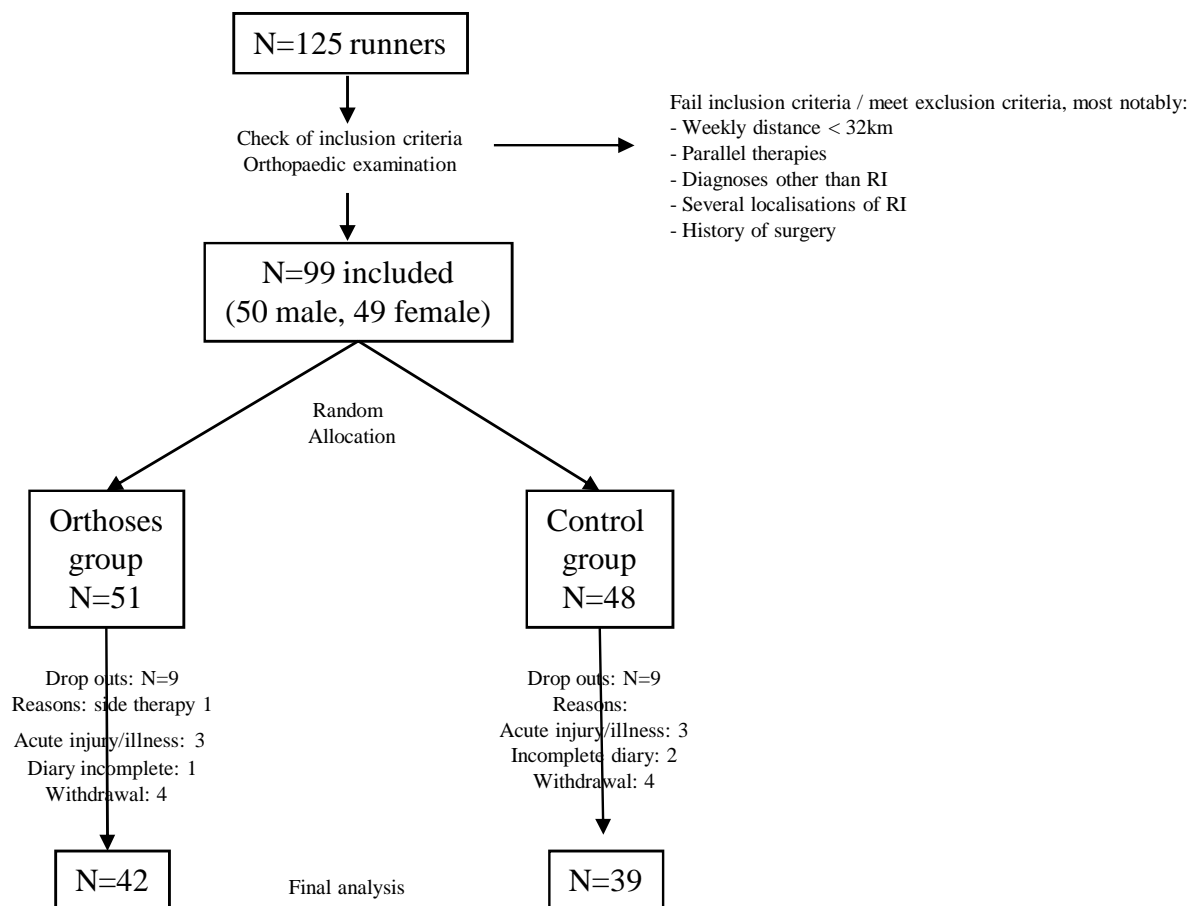 N=125 runners
Check of inclusion criteria
Orthopaedic examination
Fail inclusion criteria / meet exclusion criteria, most notably:
- Weekly distance < 32km
- Parallel therapies
- Diagnoses other than RI
- Several localisations of RI
- History of surgery
N=99 included
(50 male, 49 female)
Random
Allocation
Orthoses
group
N=51
Control
group
N=48
Drop outs: N=9
Reasons: side therapy 1
Acute injury/illness: 3
Diary incomplete: 1
Withdrawal: 4
Drop outs: N=9
Reasons:
Acute injury/illness: 3
Incomplete diary: 2
Withdrawal: 4
N=42
Final analysis
N=39